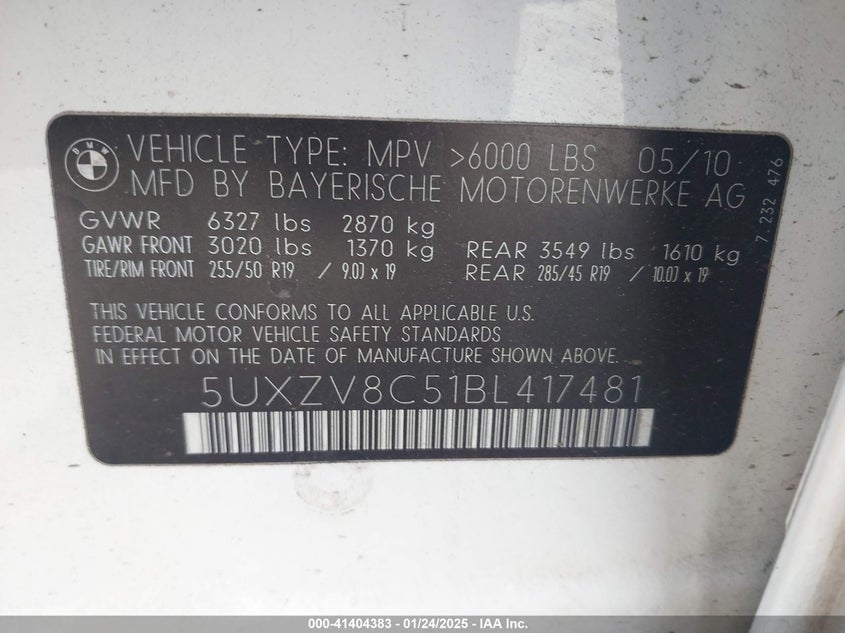 BMW
VEHICLE TYPE: MPV >6000 LBS 05/10
MFD BY BAYERISCHE MOTORENWERKE AG
GVWR 6327 lbs 2870 kg
GAWR FRONT 3020 lbs 1370 kg REAR 3549 lbs 1610 kg
TIRE/RIM FRONT 255/50 R19 / 9.0J x 19 REAR 285/45 R19 / 10.0J x 19
7.232 476
THIS VEHICLE CONFORMS TO ALL APPLICABLE U.S.
FEDERAL MOTOR VEHICLE SAFETY STANDARDS
IN EFFECT ON THE DATE OF MANUFACTURE SHOWN ABOVE.
5UXZV8C51BL417481
000-41404383 - 01/24/2025 - IAA Inc.